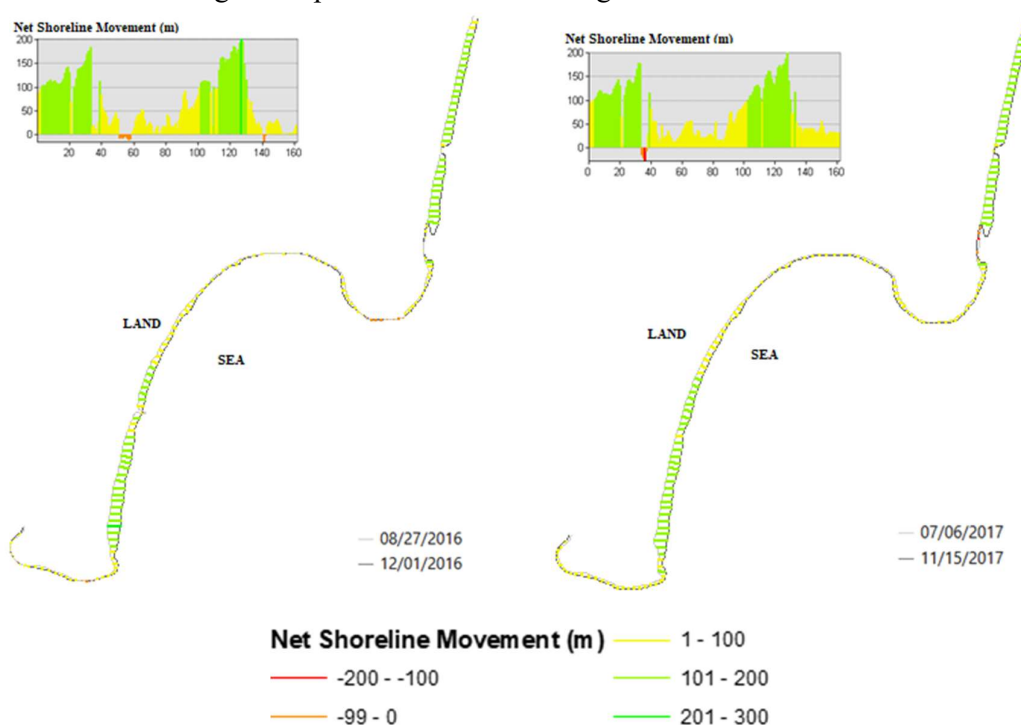 Net Shoreline Movement (m)
200
150
100
50
0
20 40 60 80 100 120 140 160
Net Shoreline Movement (m)
200
150
100
50
0
0 20 40 60 80 100 120 140 160
LAND
SEA
LAND
SEA
08/27/2016
12/01/2016
07/06/2017
11/15/2017
Net Shoreline Movement (m)
1 - 100
-200 - -100
101 - 200
-99 - 0
201 - 300